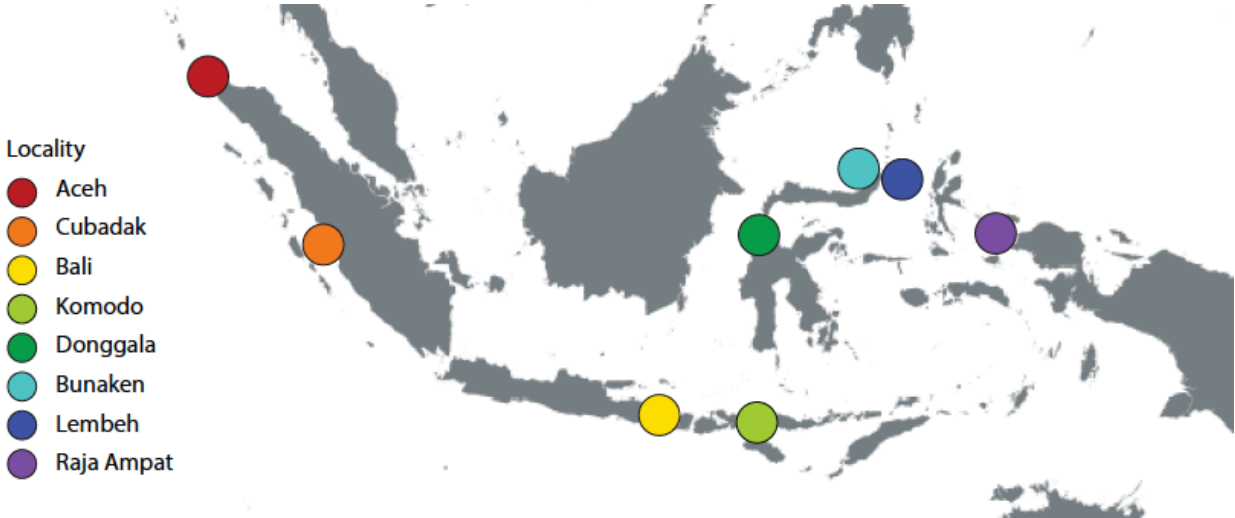 Locality
Aceh
Cubadak
Bali
Komodo
Donggala
Bunaken
Lembeh
Raja Ampat